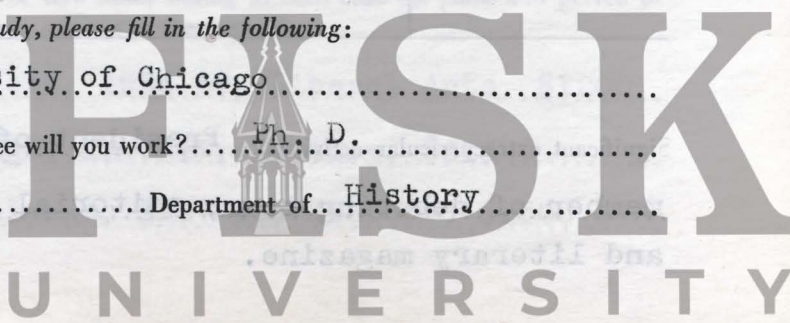 udy, please fill in the following:
sity of Chicago
ee will you work? Ph. D.
Department of History
and literary magazine.
FISK
UNIVERSITY